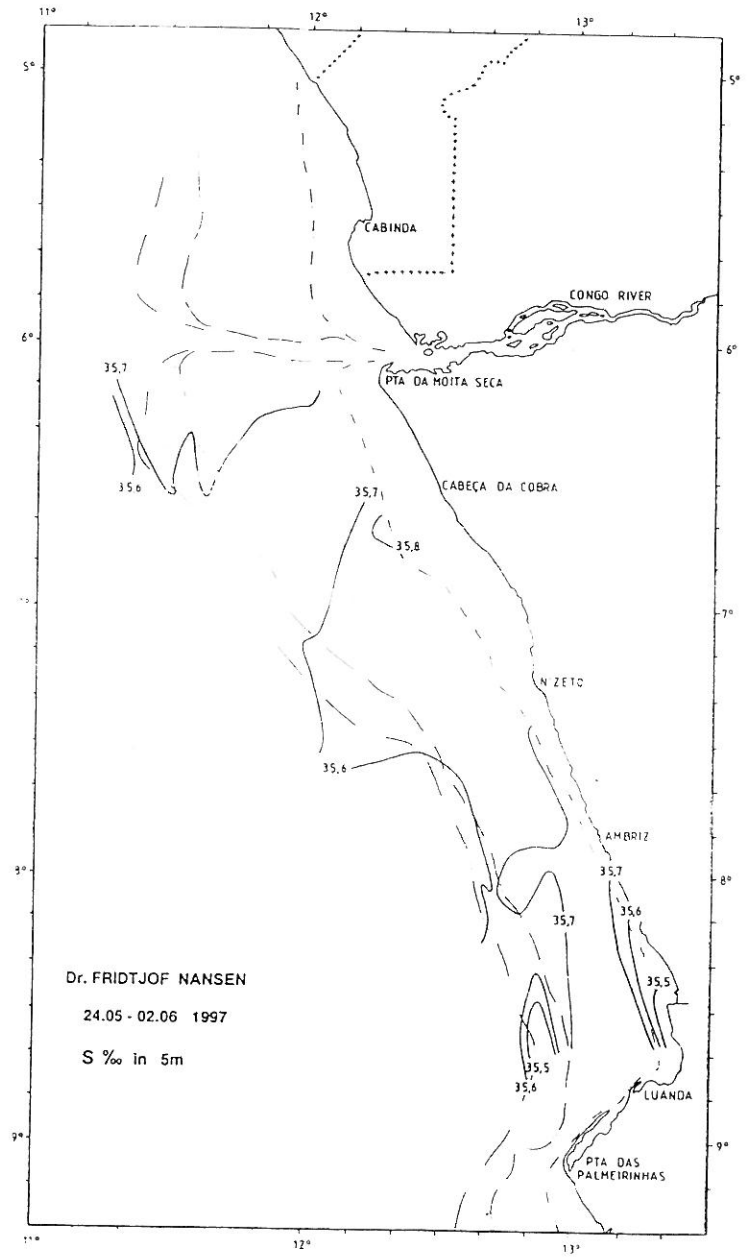 11°
12°
13°
5°
5°
CABINDA
CONGO RIVER
6°
6°
35,7
PTA DA MOITA SECA
35,6
CABEÇA DA COBRA
35,7
35,8
7°
N'ZETO
35,6
AMBRIZ
8°
35,7
35,6
35,7
35,5
Dr. FRIDTJOF NANSEN
24.05 - 02.06 1997
S ‰ in 5m
35,5
35,6
LUANDA
9°
9°
PTA DAS
PALMEIRINHAS
11°
12°
13°